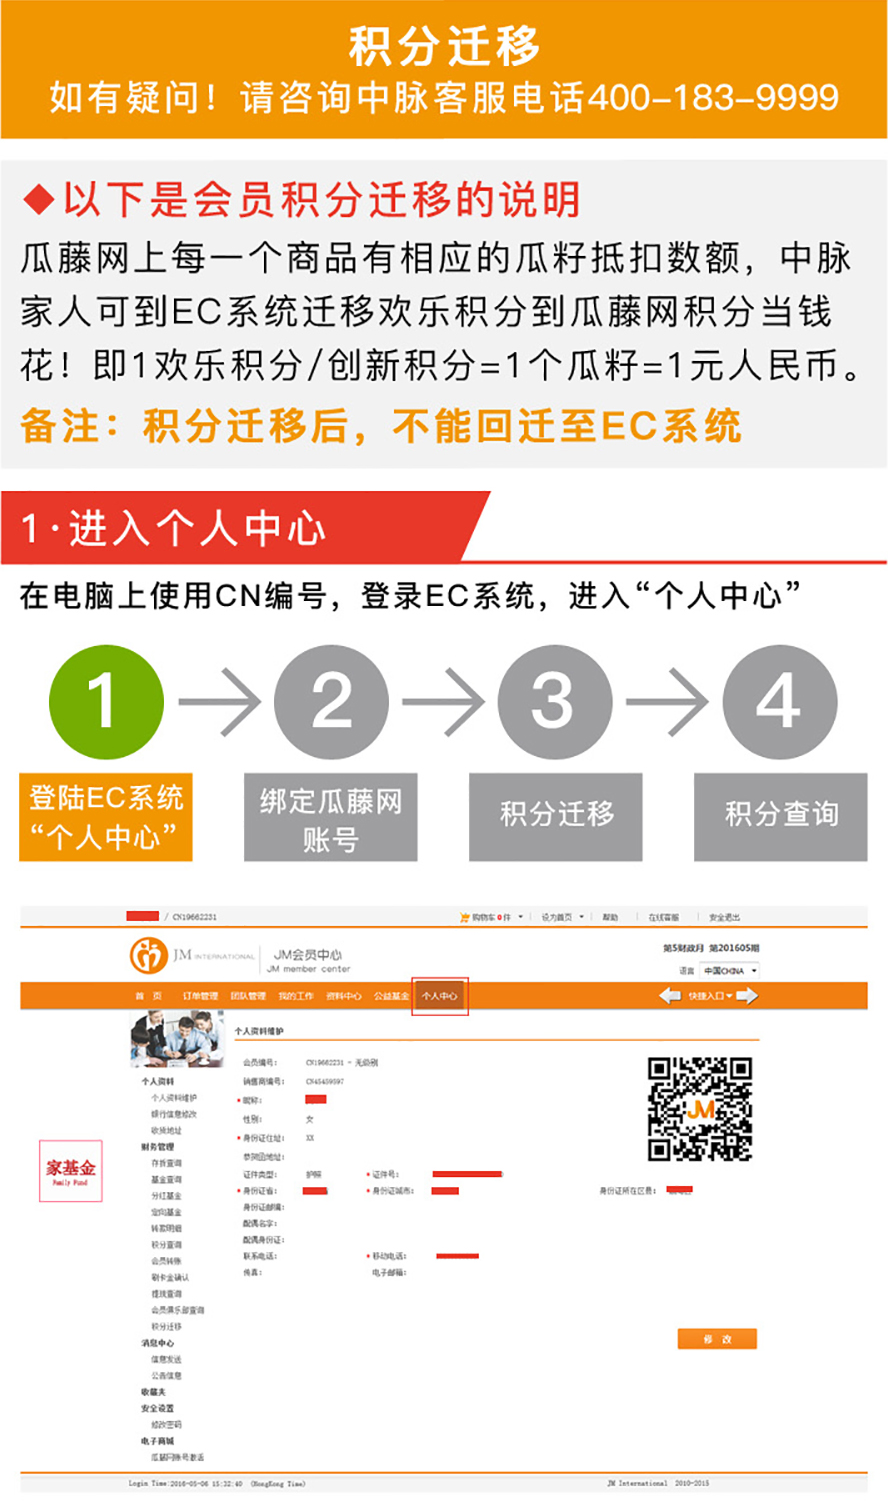 积分迁移
如有疑问！请咨询中脉客服电话400-183-9999
◆以下是会员积分迁移的说明
瓜藤网上每一个商品有相应的瓜籽抵扣数额，中脉
家人可到EC系统迁移欢乐积分到瓜藤网积分当钱
花！即1欢乐积分/创新积分=1个瓜籽=1元人民币。
备注：积分迁移后，不能回迁至EC系统
1·进入个人中心
在电脑上使用CN编号，登录EC系统，进入“个人中心”
1
2
3
4
登陆EC系统
“个人中心”
绑定瓜藤网
账号
积分迁移
积分查询
/ CN19662231
购物车 0 件
设为首页
帮助
在线客服
安全退出
JM INTERNATIONAL
JM会员中心
JM member center
第5财政月 第201605期
语言 中国CHINA
首 页 订单管理 团队管理 我的工作 资料中心 公益基金 个人中心
快捷入口
个人资料维护
个人资料
个人资料维护
银行信息修改
收货地址
财务管理
存折查询
基金查询
分红基金
定向基金
转账明细
积分查询
会员转账
刷卡金确认
提现查询
会员俱乐部查询
积分迁移
消息中心
信息发送
公告信息
收藏夹
安全设置
修改密码
电子商城
瓜藤网账号激活
家基金
Family Fund
会员编号： CN19662231 - 无级别
销售商编号： CN45439597
* 昵称：
性别： 女
* 身份证住址： XX
恭贺函地址：
证件类型： 护照 * 证件号：
* 身份证省： * 身份证城市： 身份证所在区县：
身份证邮编：
配偶名字：
配偶身份证：
联系电话： * 移动电话：
传真： 电子邮箱：
JM
修 改
Login Time:2016-05-06 15:32:40 (HongKong Time)
JM International 2010-2015